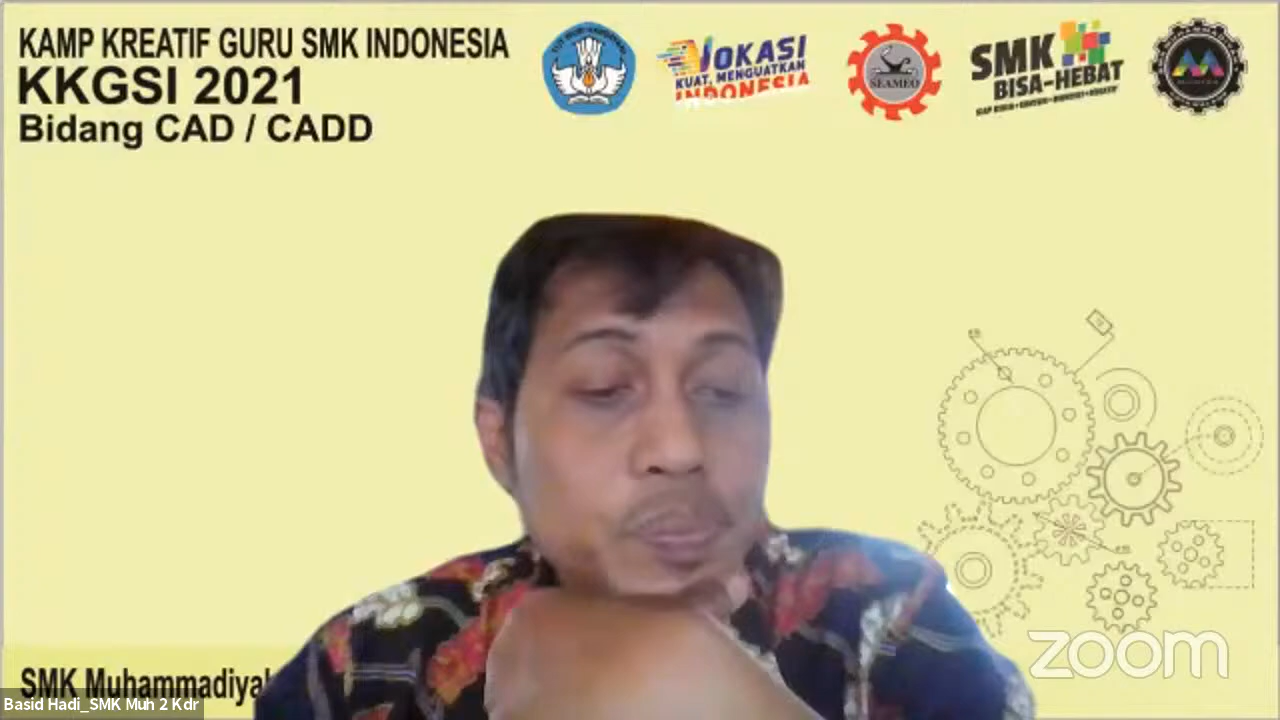 KAMP KREATIF GURU SMK INDONESIA
KKGSI 2021
Bidang CAD / CADD
VOKASI
KUAT, MENGUATKAN
INDONESIA
SEAMEO
SMK
BISA-HEBAT
SMK Muhammadiyah
Basid Hadi_SMK Muh 2 Kdr
zoom